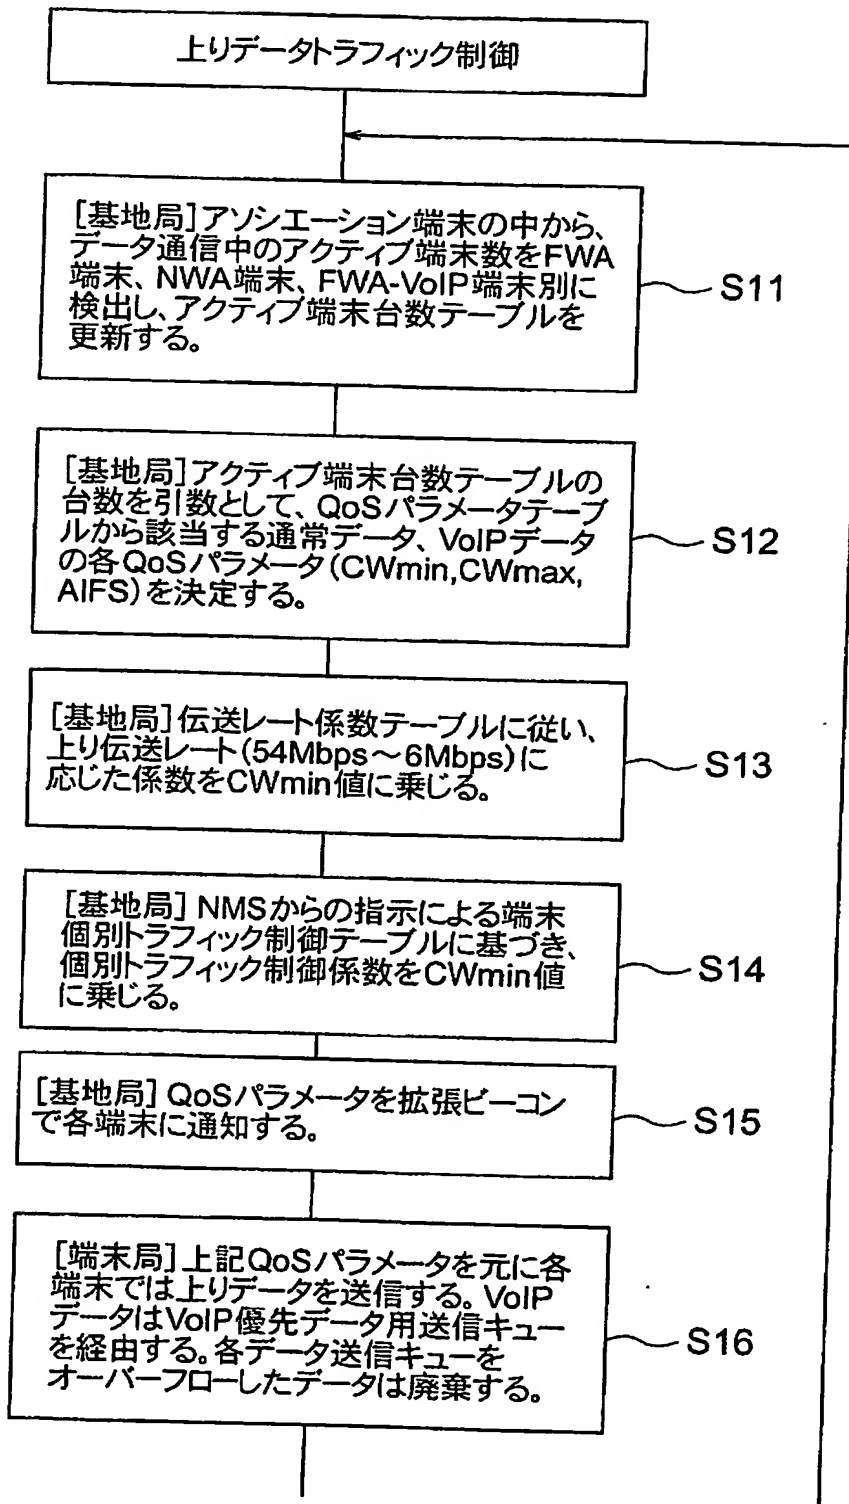 上りデータトラフィック制御
[基地局]アソシエーション端末の中から、
データ通信中のアクティブ端末数をFWA
端末、NWA端末、FWA-VoIP端末別に
検出し、アクティブ端末台数テーブルを
更新する。
S11
[基地局]アクティブ端末台数テーブルの
台数を引数として、QoSパラメータテーブ
ルから該当する通常データ、VoIPデータ
の各QoSパラメータ(CWmin,CWmax,
AIFS)を決定する。
S12
[基地局]伝送レート係数テーブルに従い、
上り伝送レート(54Mbps～6Mbps)に
応じた係数をCWmin値に乗じる。
S13
[基地局] NMSからの指示による端末
個別トラフィック制御テーブルに基づき、
個別トラフィック制御係数をCWmin値
に乗じる。
S14
[基地局] QoSパラメータを拡張ビーコン
で各端末に通知する。
S15
[端末局]上記QoSパラメータを元に各
端末では上りデータを送信する。VoIP
データはVoIP優先データ用送信キュー
を経由する。各データ送信キューを
オーバーフローしたデータは廃棄する。
S16